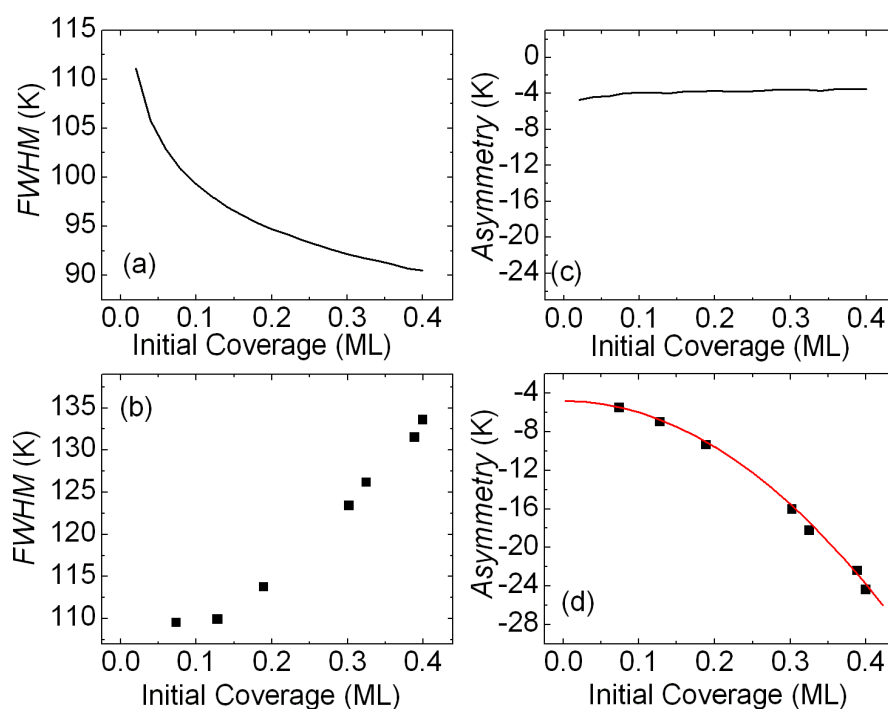 FWHM (K)
115
110
105
100
95
90
(a)
0.0 0.1 0.2 0.3 0.4
Initial Coverage (ML)
Asymmetry (K)
0
-4
-8
-12
-16
-20
-24
(c)
0.0 0.1 0.2 0.3 0.4
Initial Coverage (ML)
FWHM (K)
135
130
125
120
115
110
(b)
0.0 0.1 0.2 0.3 0.4
Initial Coverage (ML)
Asymmetry (K)
-4
-8
-12
-16
-20
-24
-28
(d)
0.0 0.1 0.2 0.3 0.4
Initial Coverage (ML)